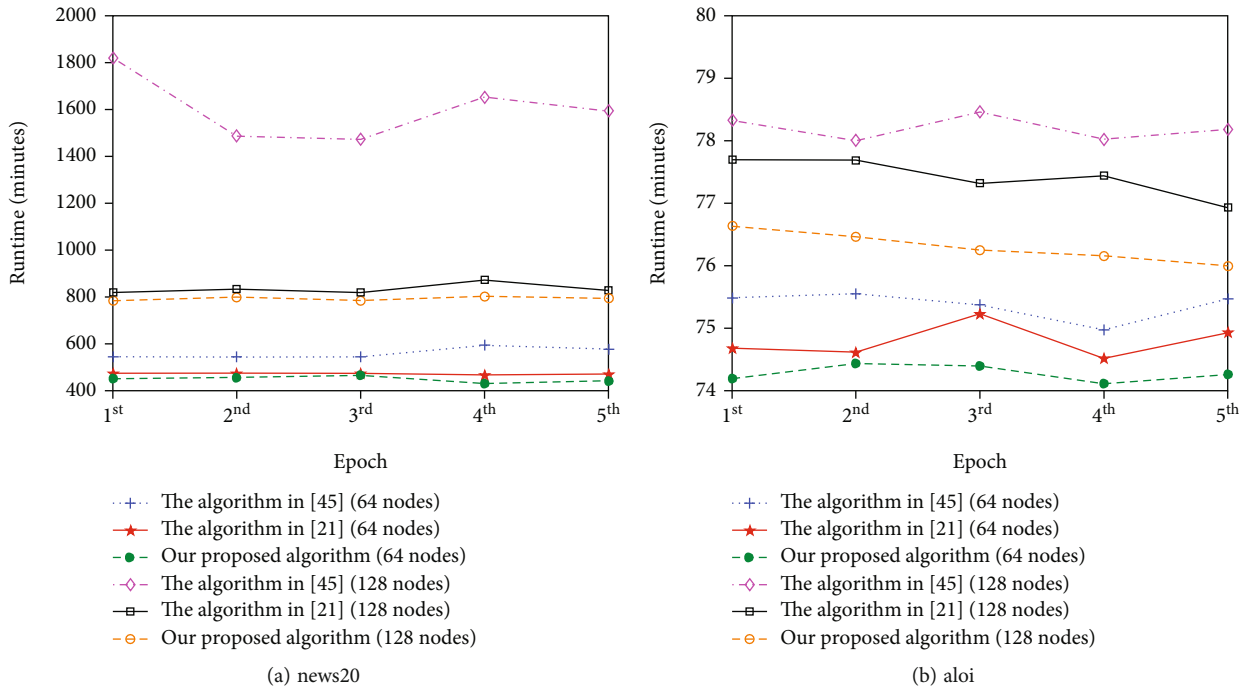 2000
1800
1600
1400
1200
1000
800
600
400
Runtime (minutes)
1st 2nd 3rd 4th 5th
Epoch
The algorithm in [45] (64 nodes)
The algorithm in [21] (64 nodes)
Our proposed algorithm (64 nodes)
The algorithm in [45] (128 nodes)
The algorithm in [21] (128 nodes)
Our proposed algorithm (128 nodes)
(a) news20
80
79
78
77
76
75
74
Runtime (minutes)
1st 2nd 3rd 4th 5th
Epoch
The algorithm in [45] (64 nodes)
The algorithm in [21] (64 nodes)
Our proposed algorithm (64 nodes)
The algorithm in [45] (128 nodes)
The algorithm in [21] (128 nodes)
Our proposed algorithm (128 nodes)
(b) aloi